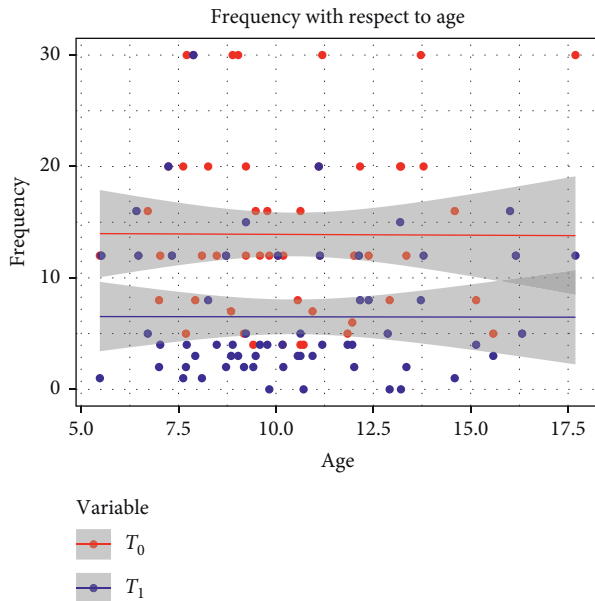 Frequency with respect to age
30
20
10
0
Frequency
5.0 7.5 10.0 12.5 15.0 17.5
Age
Variable
T0
T1